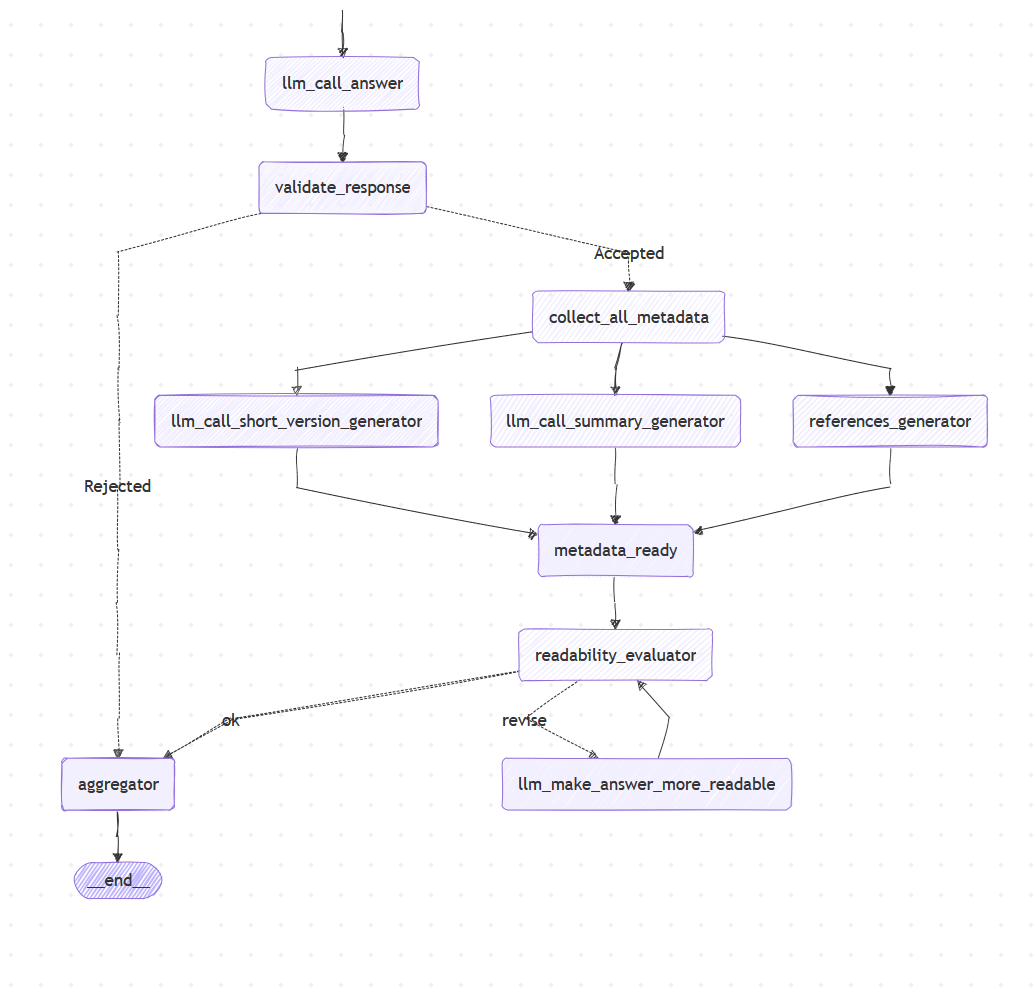 llm_call_answer
validate_response
Accepted
collect_all_metadata
llm_call_short_version_generator
llm_call_summary_generator
references_generator
Rejected
metadata_ready
readability_evaluator
ok
revise
aggregator
llm_make_answer_more_readable
__end__